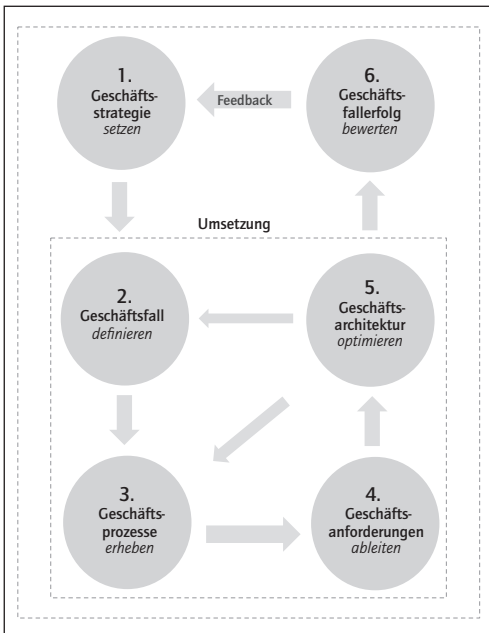 1.
Geschäfts-
strategie
setzen
Feedback
6.
Geschäfts-
fallerfolg
bewerten
Umsetzung
2.
Geschäftsfall
definieren
5.
Geschäfts-
architektur
optimieren
3.
Geschäfts-
prozesse
erheben
4.
Geschäfts-
anforderungen
ableiten